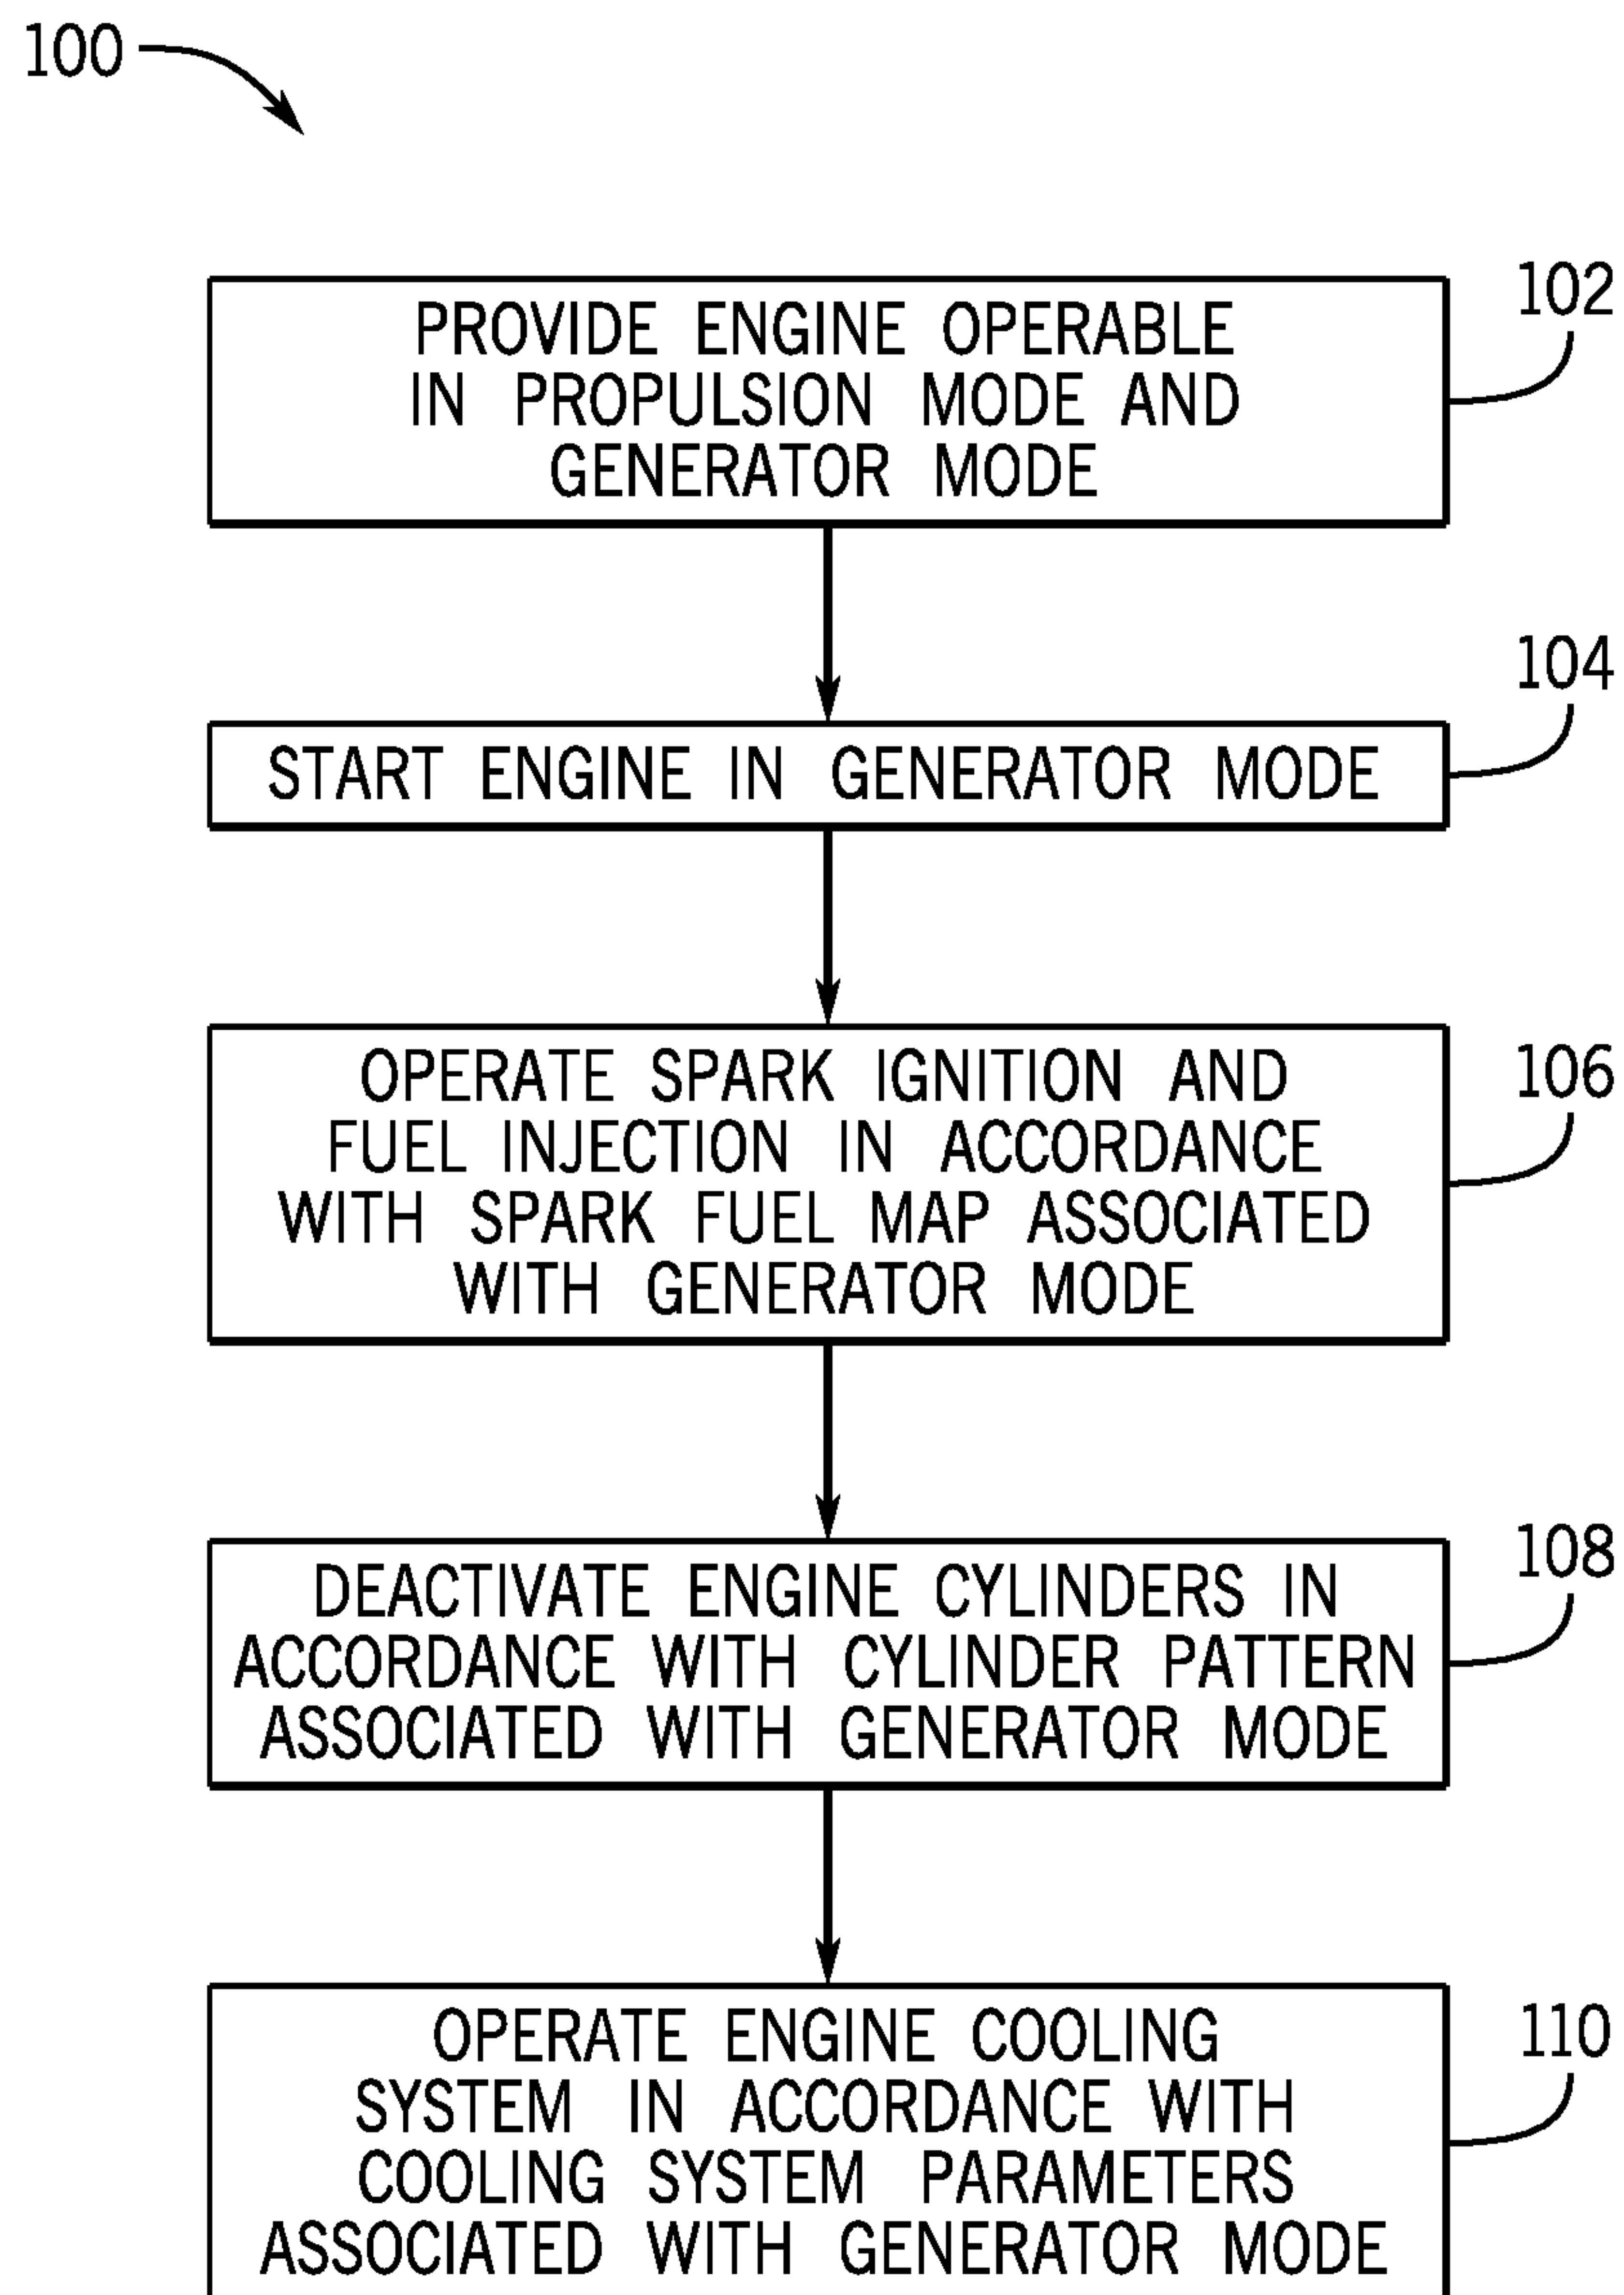 100
102
PROVIDE ENGINE OPERABLE
IN PROPULSION MODE AND
GENERATOR MODE
104
START ENGINE IN GENERATOR MODE
106
OPERATE SPARK IGNITION AND
FUEL INJECTION IN ACCORDANCE
WITH SPARK FUEL MAP ASSOCIATED
WITH GENERATOR MODE
108
DEACTIVATE ENGINE CYLINDERS IN
ACCORDANCE WITH CYLINDER PATTERN
ASSOCIATED WITH GENERATOR MODE
110
OPERATE ENGINE COOLING
SYSTEM IN ACCORDANCE WITH
COOLING SYSTEM PARAMETERS
ASSOCIATED WITH GENERATOR MODE